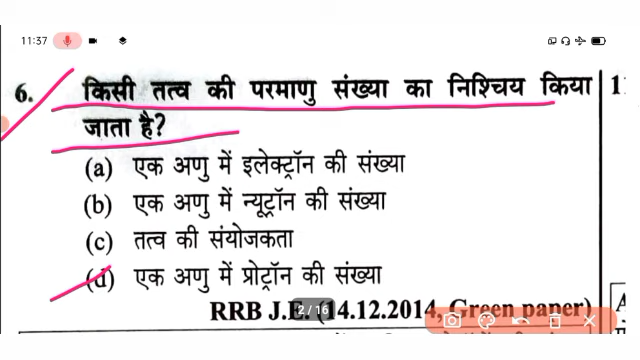 11:37
6. किसी तत्व की परमाणु संख्या का निश्चिय किया
जाता है?
(a) एक अणु में इलेक्ट्रॉन की संख्या
(b) एक अणु में न्यूट्रॉन की संख्या
(c) तत्व की संयोजकता
(d) एक अणु में प्रोट्रॉन की संख्या
RRB J.E. (14.12.2014, Green paper)
2/16